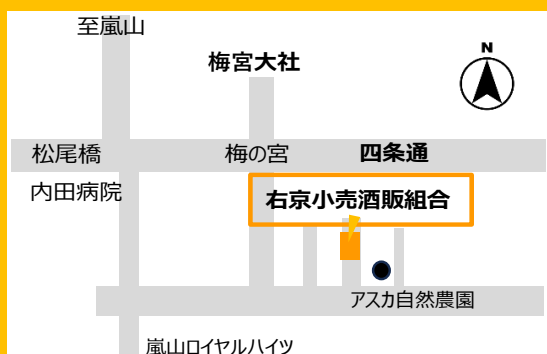 至嵐山
N
梅宮大社
松尾橋
梅の宮
四条通
内田病院
右京小売酒販組合
アスカ自然農園
嵐山ロイヤルハイツ